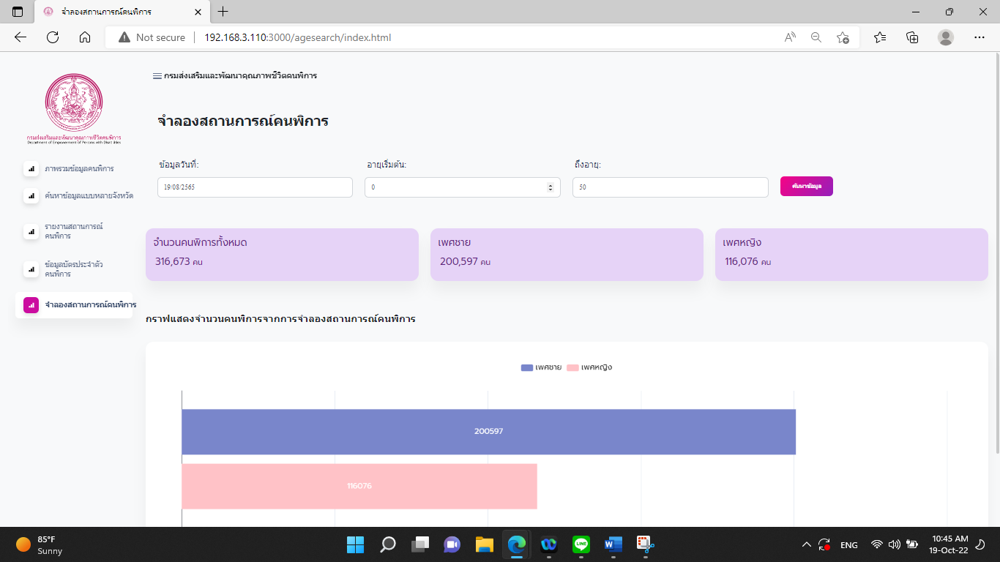 จำลองสถานการณ์คนพิการ
Not secure
192.168.3.110:3000/agesearch/index.html
กรมส่งเสริมและพัฒนาคุณภาพชีวิตคนพิการ
Department of Empowerment of Persons with Disabilities
ภาพรวมข้อมูลคนพิการ
ค้นหาข้อมูลแบบหลายจังหวัด
รายงานสถานการณ์
คนพิการ
ข้อมูลบัตรประจำตัว
คนพิการ
จำลองสถานการณ์คนพิการ
กรมส่งเสริมและพัฒนาคุณภาพชีวิตคนพิการ
จำลองสถานการณ์คนพิการ
ข้อมูลวันที่: อายุเริ่มต้น: ถึงอายุ:
19/08/2565 0 50 ค้นหาข้อมูล
จำนวนคนพิการทั้งหมด เพศชาย เพศหญิง
316,673 คน 200,597 คน 116,076 คน
กราฟแสดงจำนวนคนพิการจากการจำลองสถานการณ์คนพิการ
เพศชาย เพศหญิง
200597
116076
85°F
Sunny
ENG
10:45 AM
19-Oct-22